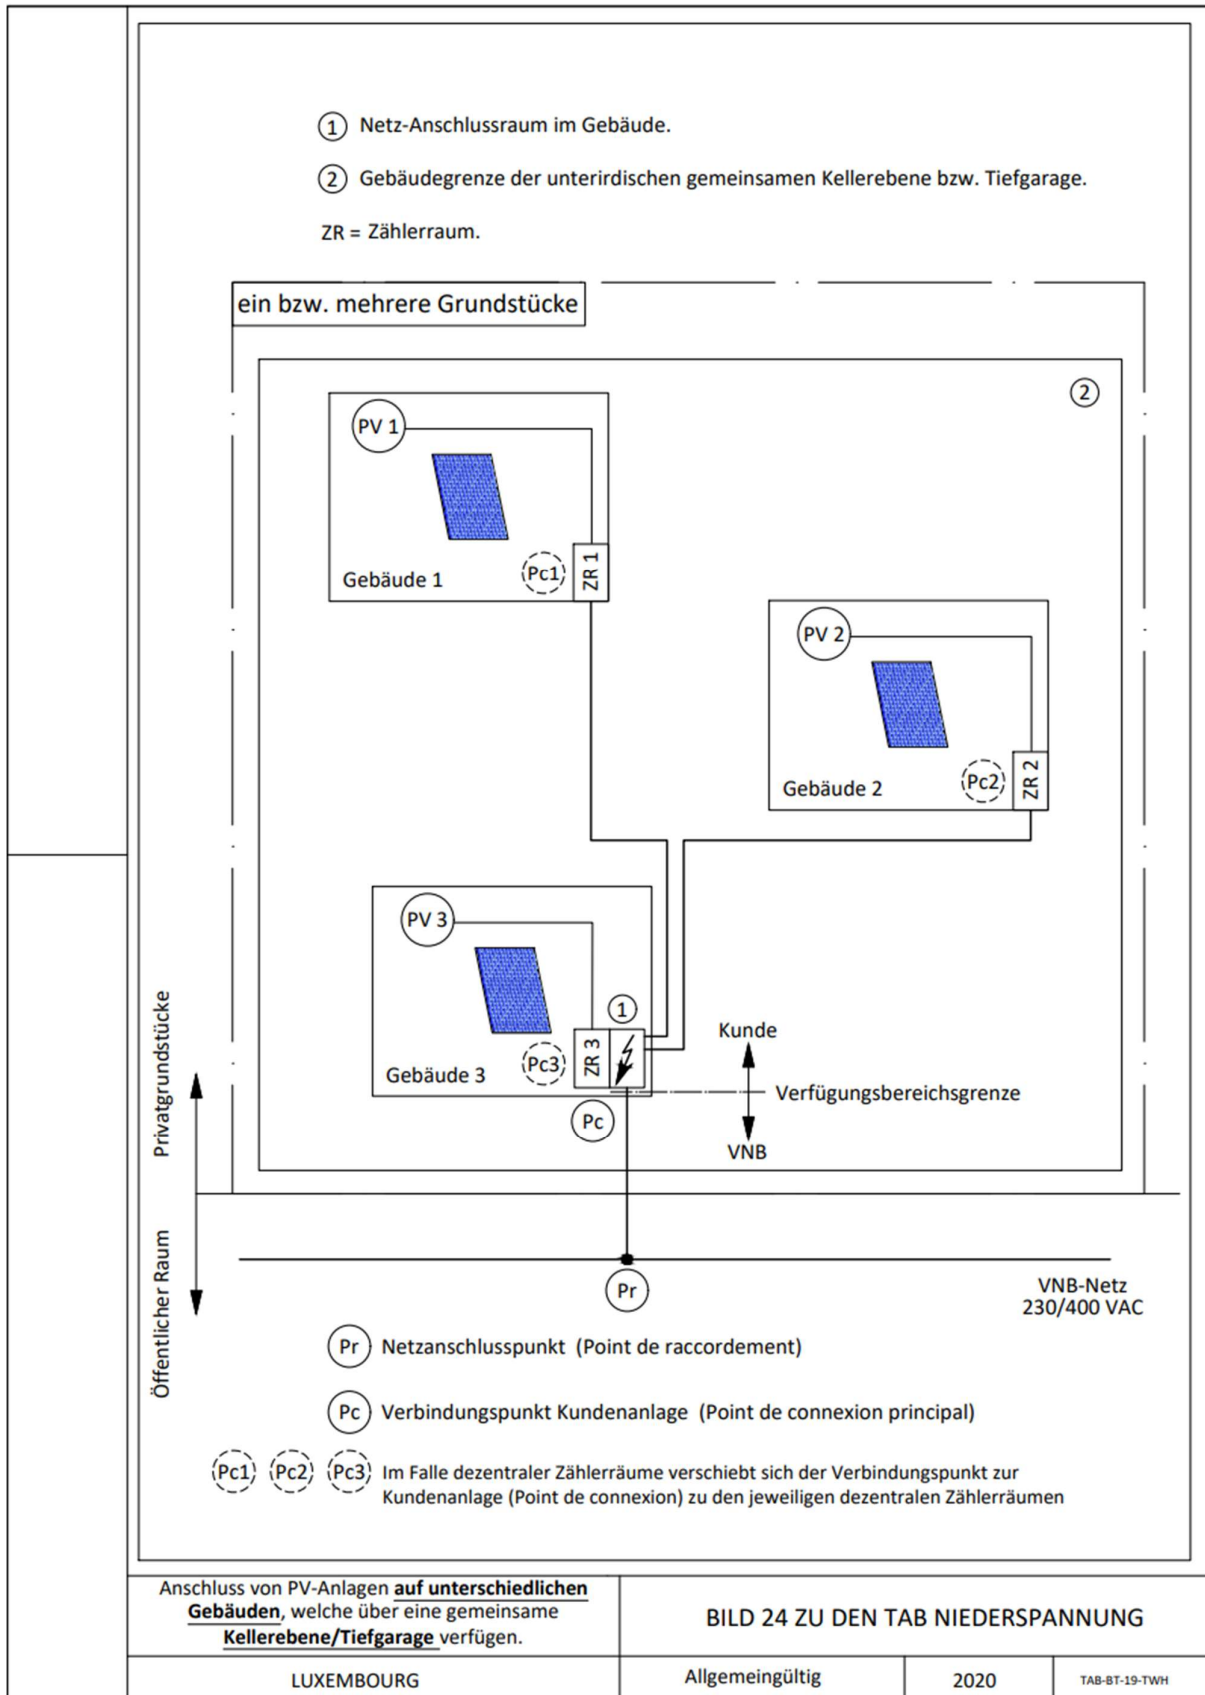 1 Netz-Anschlussraum im Gebäude.
2 Gebäudegrenze der unterirdischen gemeinsamen Kellerebene bzw. Tiefgarage.
ZR = Zählerraum.
ein bzw. mehrere Grundstücke
2
PV 1
Gebäude 1
Pc1
ZR 1
PV 2
Gebäude 2
Pc2
ZR 2
PV 3
1
Gebäude 3
Pc3
ZR 3
Pc
Kunde
Verfügungsbereichsgrenze
VNB
Privatgrundstücke
Öffentlicher Raum
Pr
VNB-Netz
230/400 VAC
Pr Netzanschlusspunkt (Point de raccordement)
Pc Verbindungspunkt Kundenanlage (Point de connexion principal)
Pc1 Pc2 Pc3 Im Falle dezentraler Zählerräume verschiebt sich der Verbindungspunkt zur
Kundenanlage (Point de connexion) zu den jeweiligen dezentralen Zählerräumen
Anschluss von PV-Anlagen auf unterschiedlichen
Gebäuden, welche über eine gemeinsame
Kellerebene/Tiefgarage verfügen.
BILD 24 ZU DEN TAB NIEDERSPANNUNG
LUXEMBOURG
Allgemeingültig
2020
TAB-BT-19-TWH